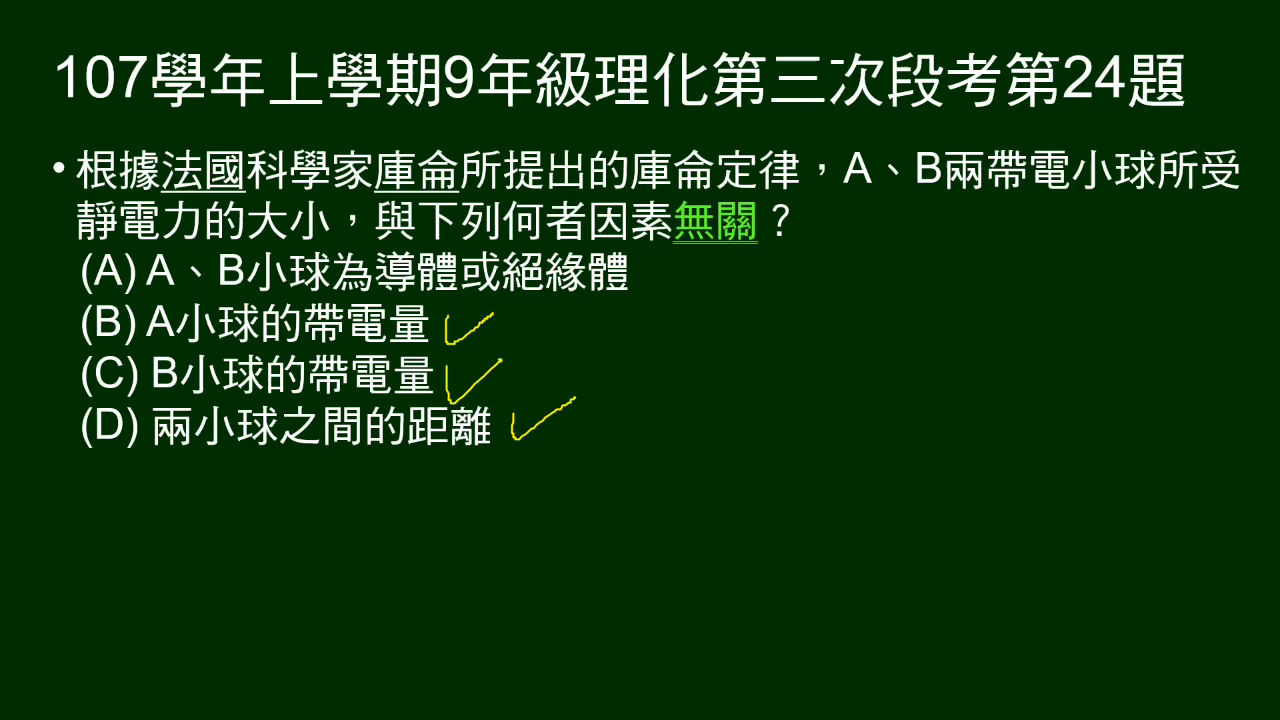 107學年上學期9年級理化第三次段考第24題
• 根據法國科學家庫侖所提出的庫侖定律，A、B兩帶電小球所受
靜電力的大小，與下列何者因素無關？
(A) A、B小球為導體或絕緣體
(B) A小球的帶電量
(C) B小球的帶電量
(D) 兩小球之間的距離